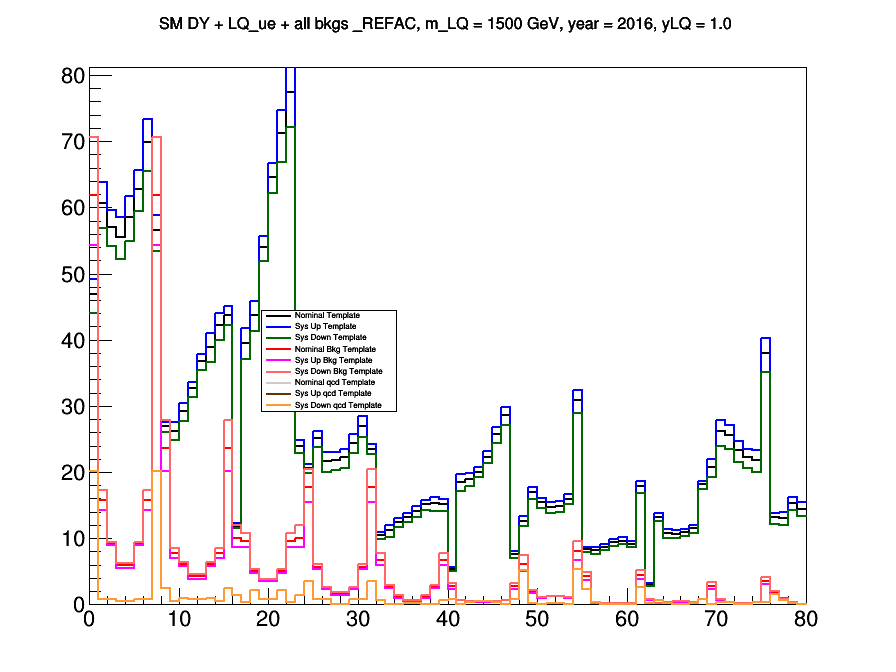 SM DY + LQ_ue + all bkgs _REFAC, m_LQ = 1500 GeV, year = 2016, yLQ = 1.0
80
70
60
50
40
30
20
10
0
Nominal Template
Sys Up Template
Sys Down Template
Nominal Bkg Template
Sys Up Bkg Template
Sys Down Bkg Template
Nominal qcd Template
Sys Up qcd Template
Sys Down qcd Template
0 10 20 30 40 50 60 70 80